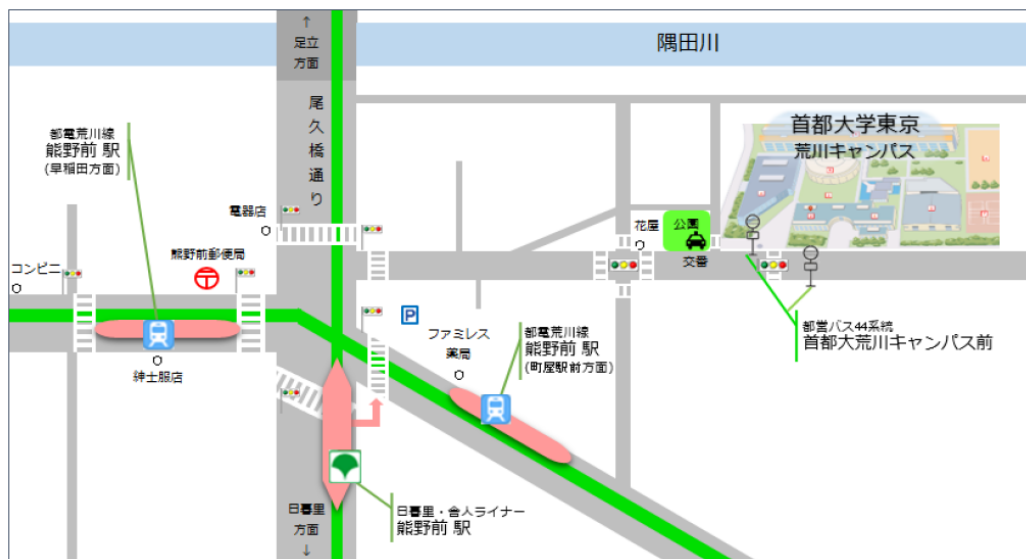 ↑
足立
方面
隅田川
尾久橋通り
首都大学東京
荒川キャンパス
都電荒川線
熊野前 駅
(早稲田方面)
電器店
花屋
公園
交番
熊野前郵便局
コンビニ
P
ファミレス
薬局
都電荒川線
熊野前 駅
(町屋駅前方面)
都営バス44系統
首都大荒川キャンパス前
紳士服店
日暮里
方面
↓
日暮里・舎人ライナー
熊野前 駅